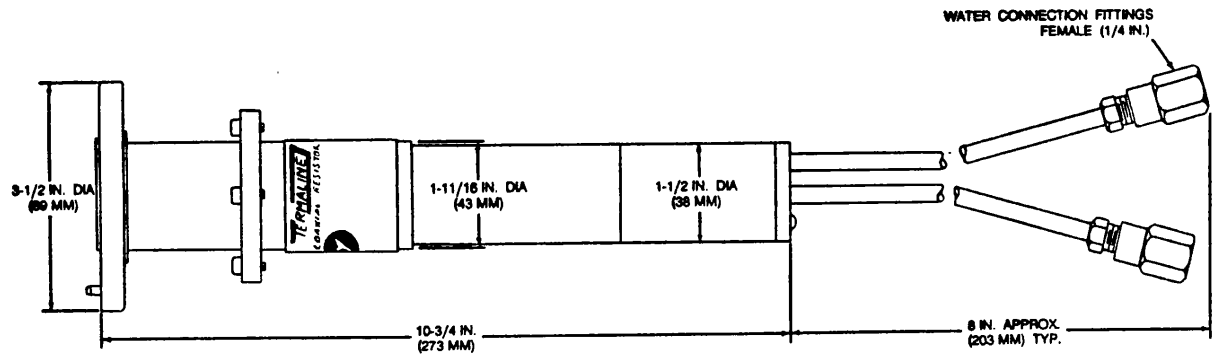 WATER CONNECTION FITTINGS
FEMALE (1/4 IN.)
3-1/2 IN. DIA
(89 MM)
TERMALINE
COAXIAL RESISTOR
1-11/16 IN. DIA
(43 MM)
1-1/2 IN. DIA
(38 MM)
10-3/4 IN.
(273 MM)
8 IN. APPROX.
(203 MM) TYP.